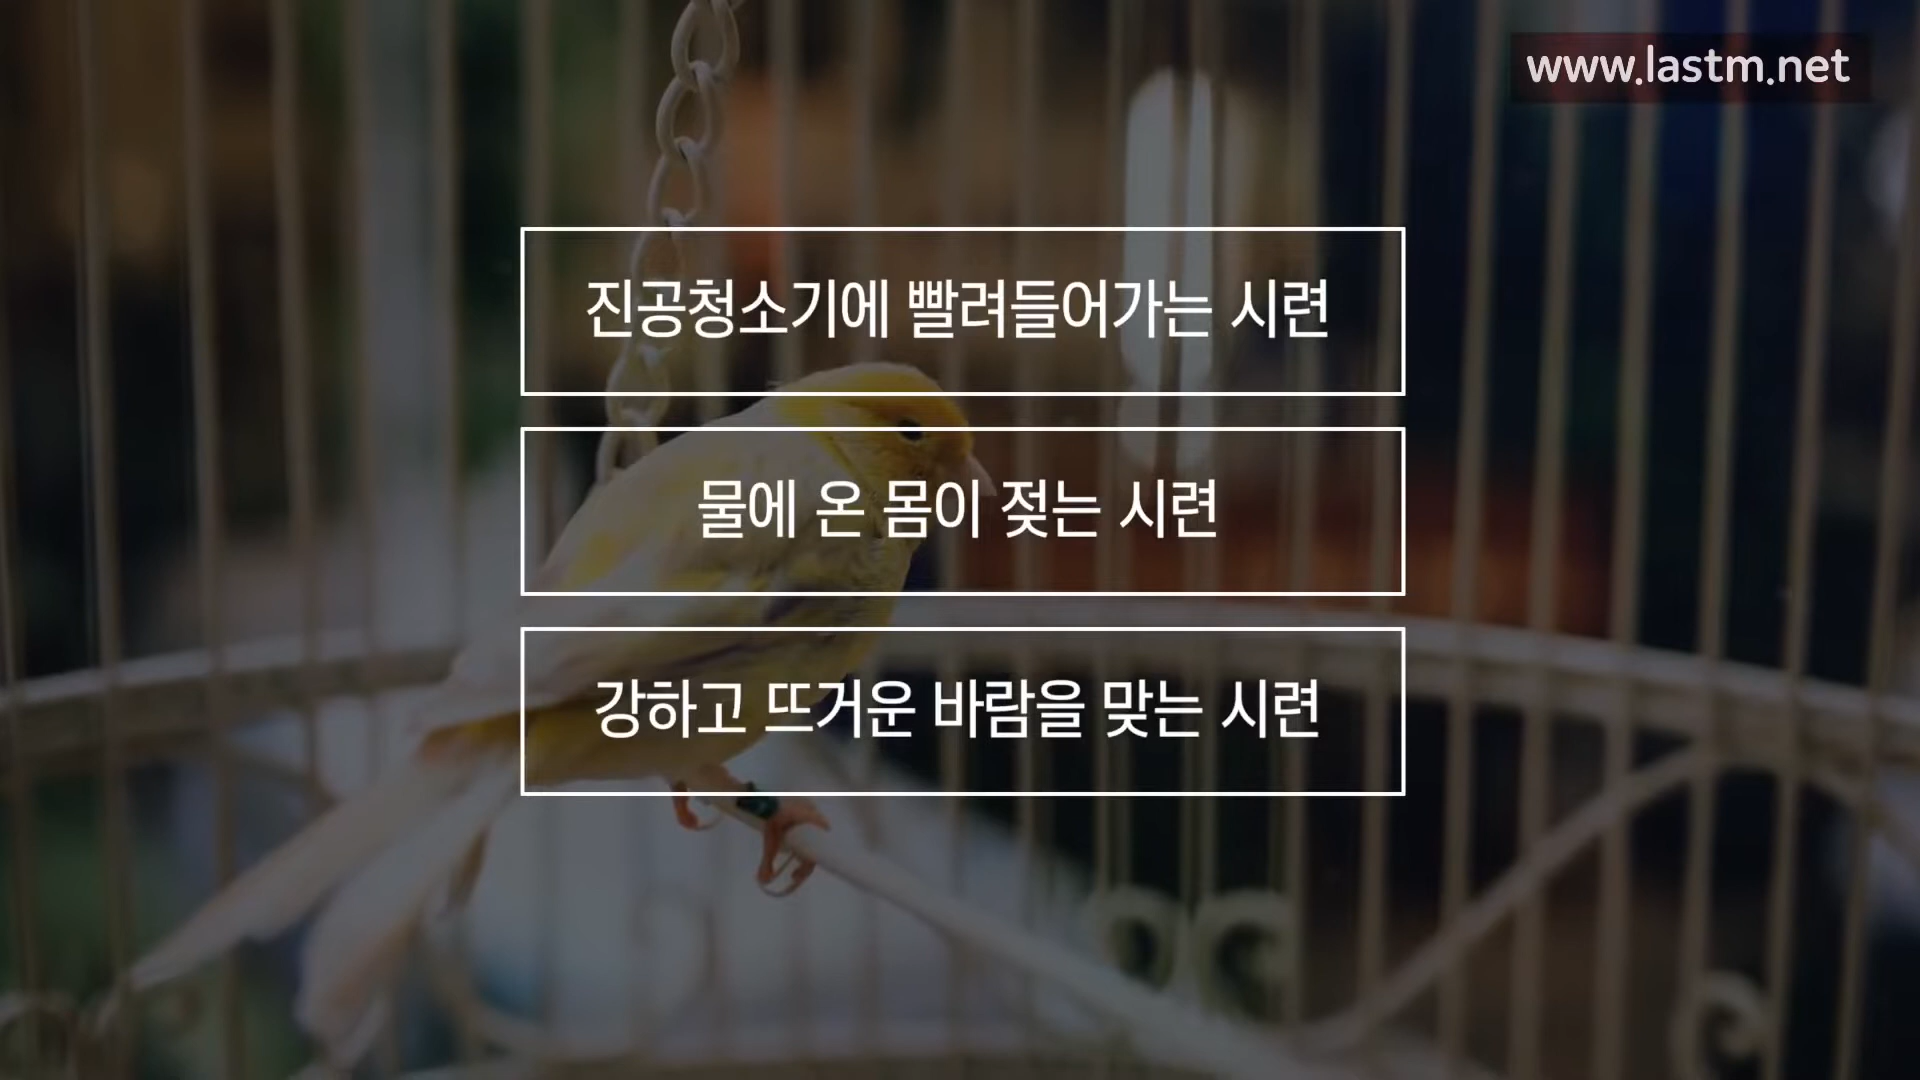 www.lastm.net
진공청소기에 빨려들어가는 시련
물에 온 몸이 젖는 시련
강하고 뜨거운 바람을 맞는 시련